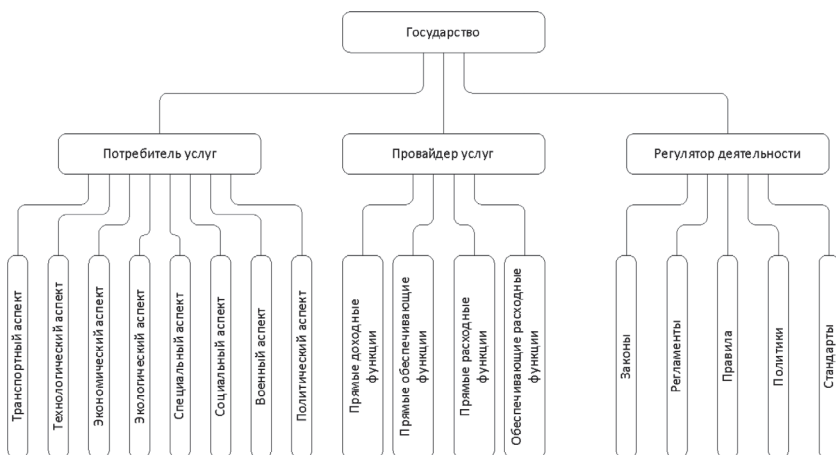 Государство
Потребитель услуг
Провайдер услуг
Регулятор деятельности
Транспортный аспект
Технологический аспект
Экономический аспект
Экологический аспект
Специальный аспект
Социальный аспект
Военный аспект
Политический аспект
Прямые доходные
функции
Прямые обеспечивающие
функции
Прямые расходные
функции
Обеспечивающие расходные
функции
Законы
Регламенты
Правила
Политики
Стандарты